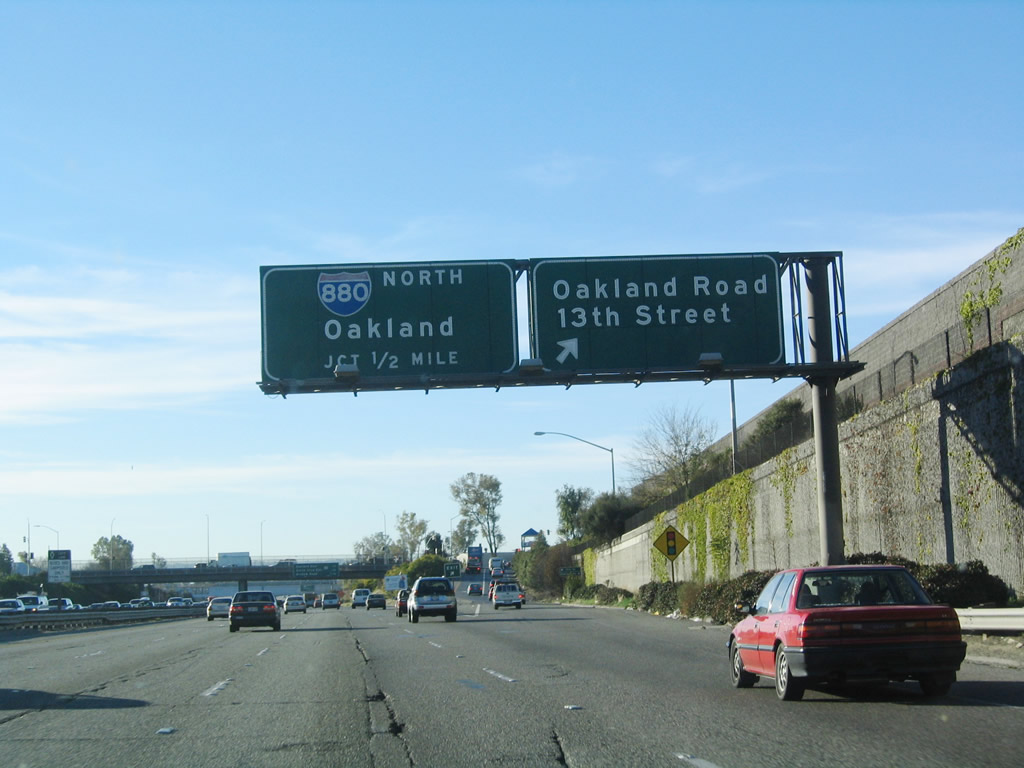 880 NORTH
Oakland
JCT 1/2 MILE
Oakland Road
13th Street